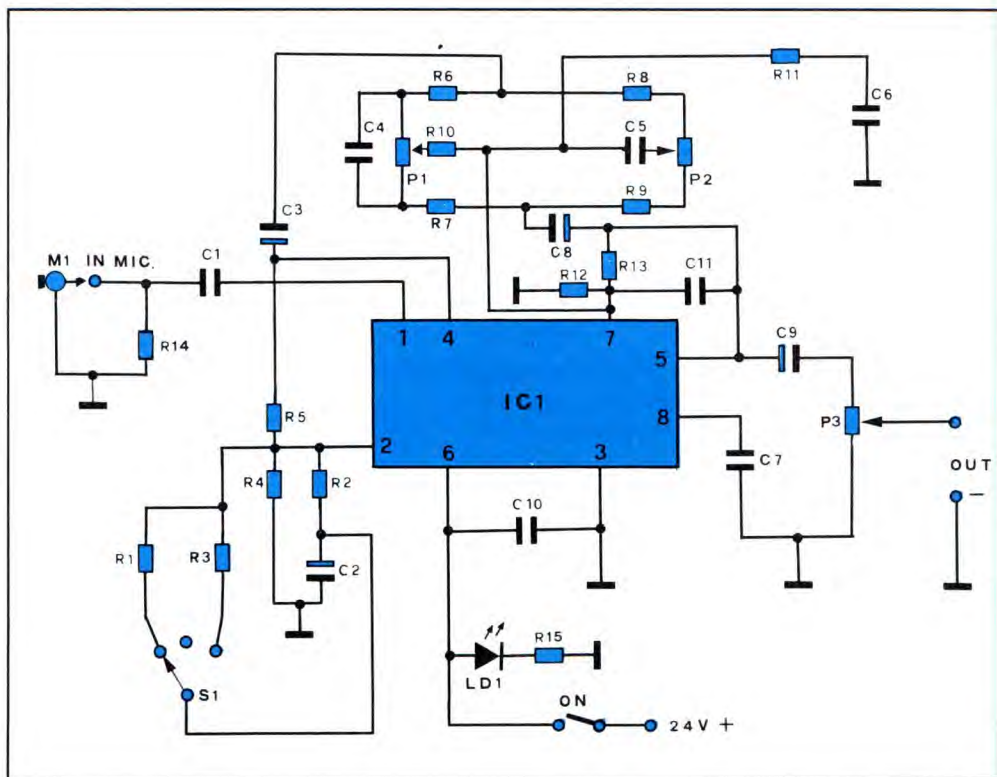 R6
R8
R11
C6
C4
R10
C5
P1
P2
R7
R9
C3
C8
R13
M1 IN MIC.
C1
R12
C11
R14
1
4
7
5
C9
R5
IC1
8
P3
2
6
3
C7
OUT
R4
R2
C10
–
R1
R3
C2
R15
LD1
S1
ON
24V +